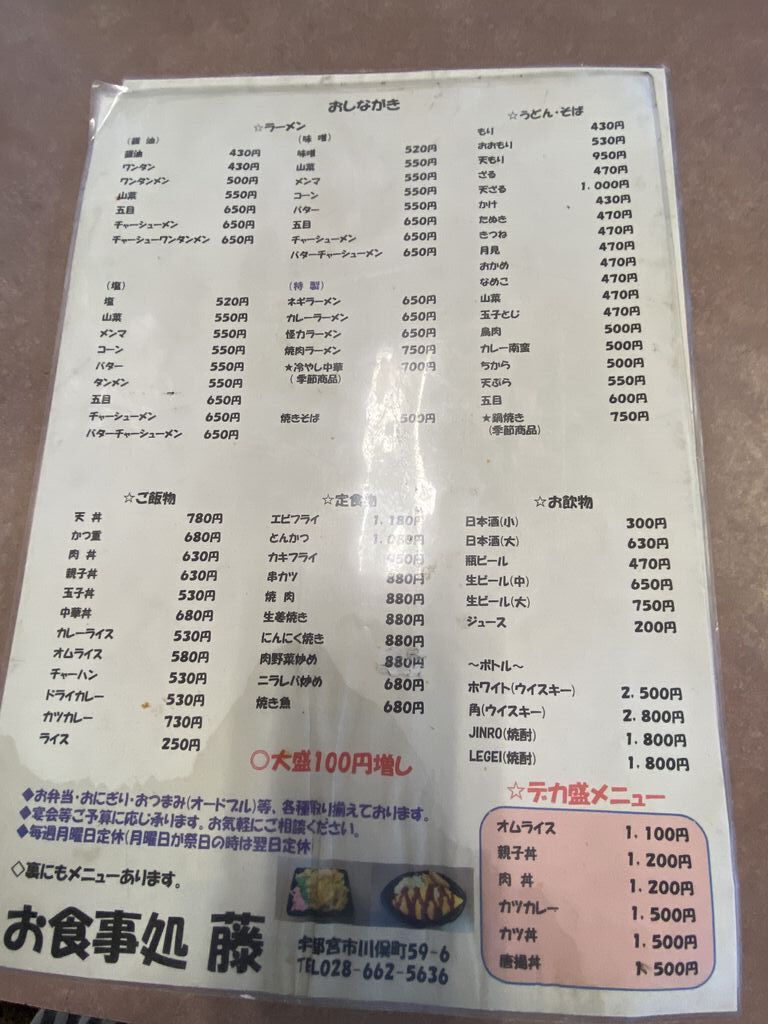 おしながき
☆ラーメン
(醤 油)
醤油 430円
ワンタン 430円
ワンタンメン 500円
山菜 550円
五目 650円
チャーシューメン 650円
チャーシューワンタンメン 650円
(味 噌)
味噌 520円
山菜 550円
メンマ 550円
コーン 550円
バター 550円
五目 650円
チャーシューメン 650円
バターチャーシューメン 650円
(塩)
塩 520円
山菜 550円
メンマ 550円
コーン 550円
バター 550円
タンメン 550円
五目 650円
チャーシューメン 650円
バターチャーシューメン 650円
(特 製)
ネギラーメン 650円
カレーラーメン 650円
怪力ラーメン 650円
焼肉ラーメン 750円
★冷やし中華 700円
(季節商品)
焼きそば 500円
☆うどん・そば
もり 430円
おおもり 530円
天もり 950円
ざる 470円
天ざる 1.000円
かけ 430円
たぬき 470円
きつね 470円
月見 470円
おかめ 470円
なめこ 470円
山菜 470円
玉子とじ 470円
鳥肉 500円
カレー南蛮 500円
ちから 500円
天ぷら 550円
五目 600円
★鍋焼き 750円
(季節商品)
☆ご飯物
天 丼 780円
かつ重 680円
肉 丼 630円
親子丼 630円
玉子丼 530円
中華丼 680円
カレーライス 530円
オムライス 580円
チャーハン 530円
ドライカレー 530円
カツカレー 730円
ライス 250円
☆定食物
エビフライ 1.180円
とんかつ
カキフライ
串カツ 880円
焼 肉 880円
生姜焼き 880円
にんにく焼き 880円
肉野菜炒め 880円
ニラレバ炒め 680円
焼き魚 680円
○大盛100円増し
☆お飲物
日本酒(小) 300円
日本酒(大) 630円
瓶ビール 470円
生ビール(中) 650円
生ビール(大) 750円
ジュース 200円
～ボトル～
ホワイト(ウイスキー) 2.500円
角(ウイスキー) 2.800円
JINRO(焼酎) 1.800円
LEGEI(焼酎) 1.800円
☆デカ盛メニュー
オムライス 1.100円
親子丼 1.200円
肉 丼 1.200円
カツカレー 1.500円
カツ丼 1.500円
唐揚丼 1.500円
◆お弁当・おにぎり・おつまみ(オードブル)等、各種取り揃えております。
◆宴会等ご予算に応じ承ります。お気軽にご相談ください。
◆毎週月曜日定休(月曜日が祭日の時は翌日定休(
◇裏にもメニューあります。
お食事処 藤
宇都宮市川俣町59-6
TEL028-662-5636